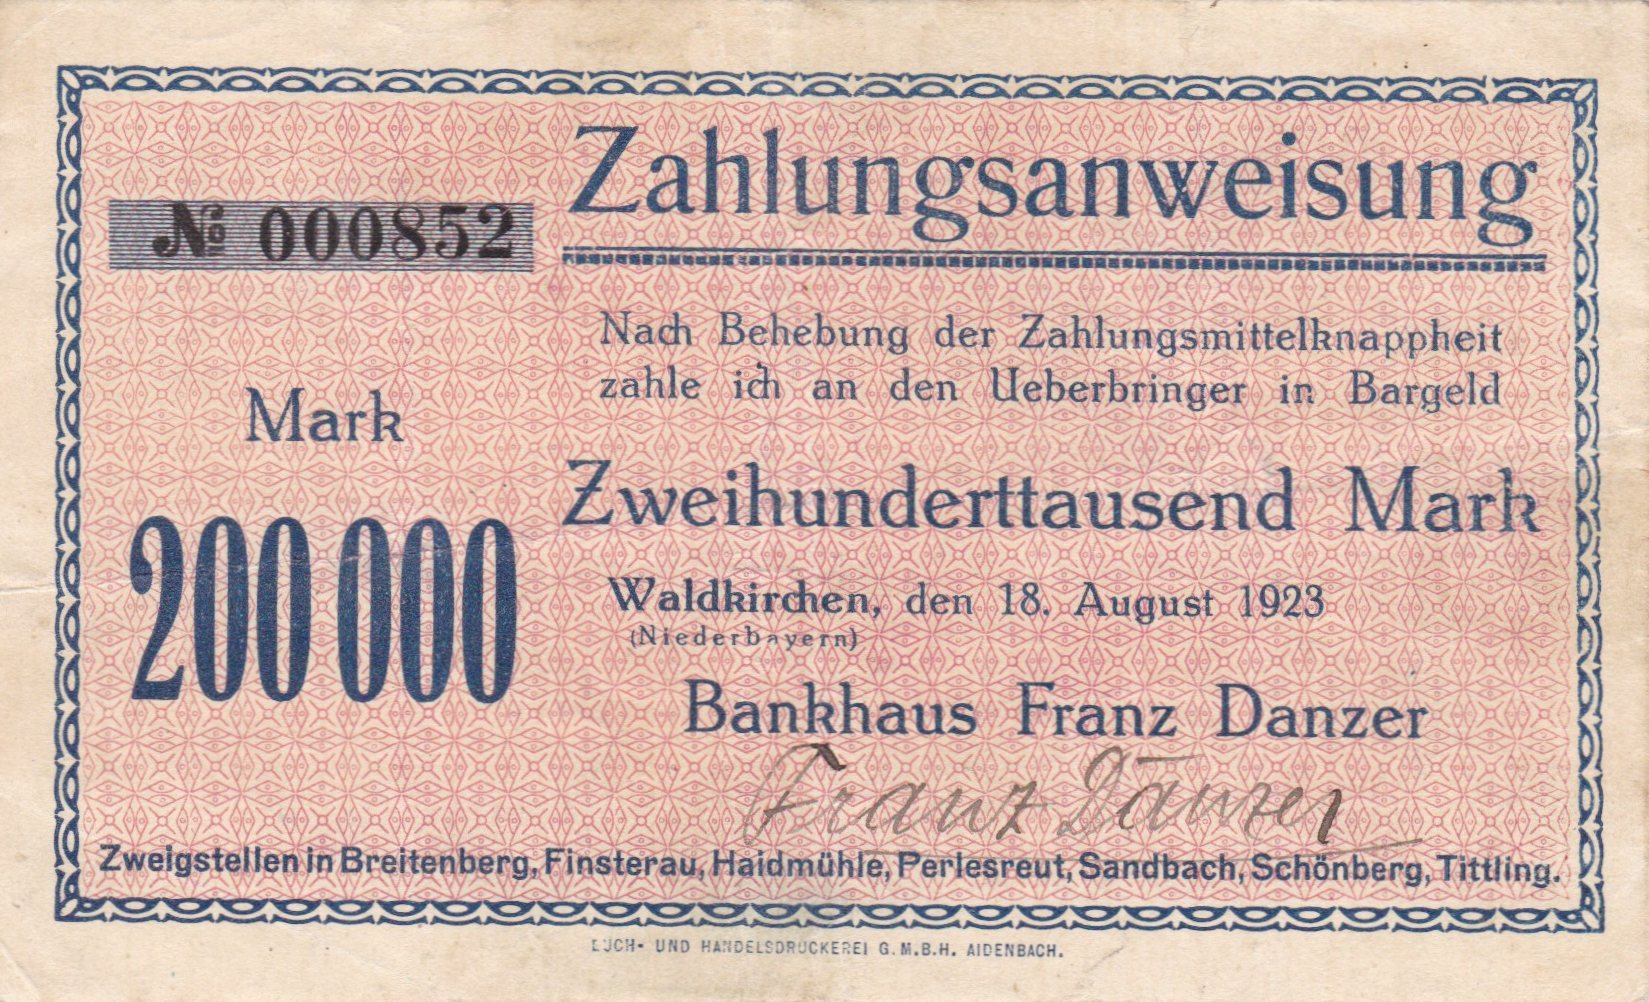 № 000852
Zahlungsanweisung
Nach Behebung der Zahlungsmittelknappheit
zahle ich an den Ueberbringer in Bargeld
Mark
200 000
Zweihunderttausend Mark
Waldkirchen, den 18. August 1923
(Niederbayern)
Bankhaus Franz Danzer
Franz Danzer
Zweigstellen in Breitenberg, Finsterau, Haidmühle, Perlesreut, Sandbach, Schönberg, Tittling.
BUCH- UND HANDELSDRUCKEREI G.M.B.H. AIDENBACH.